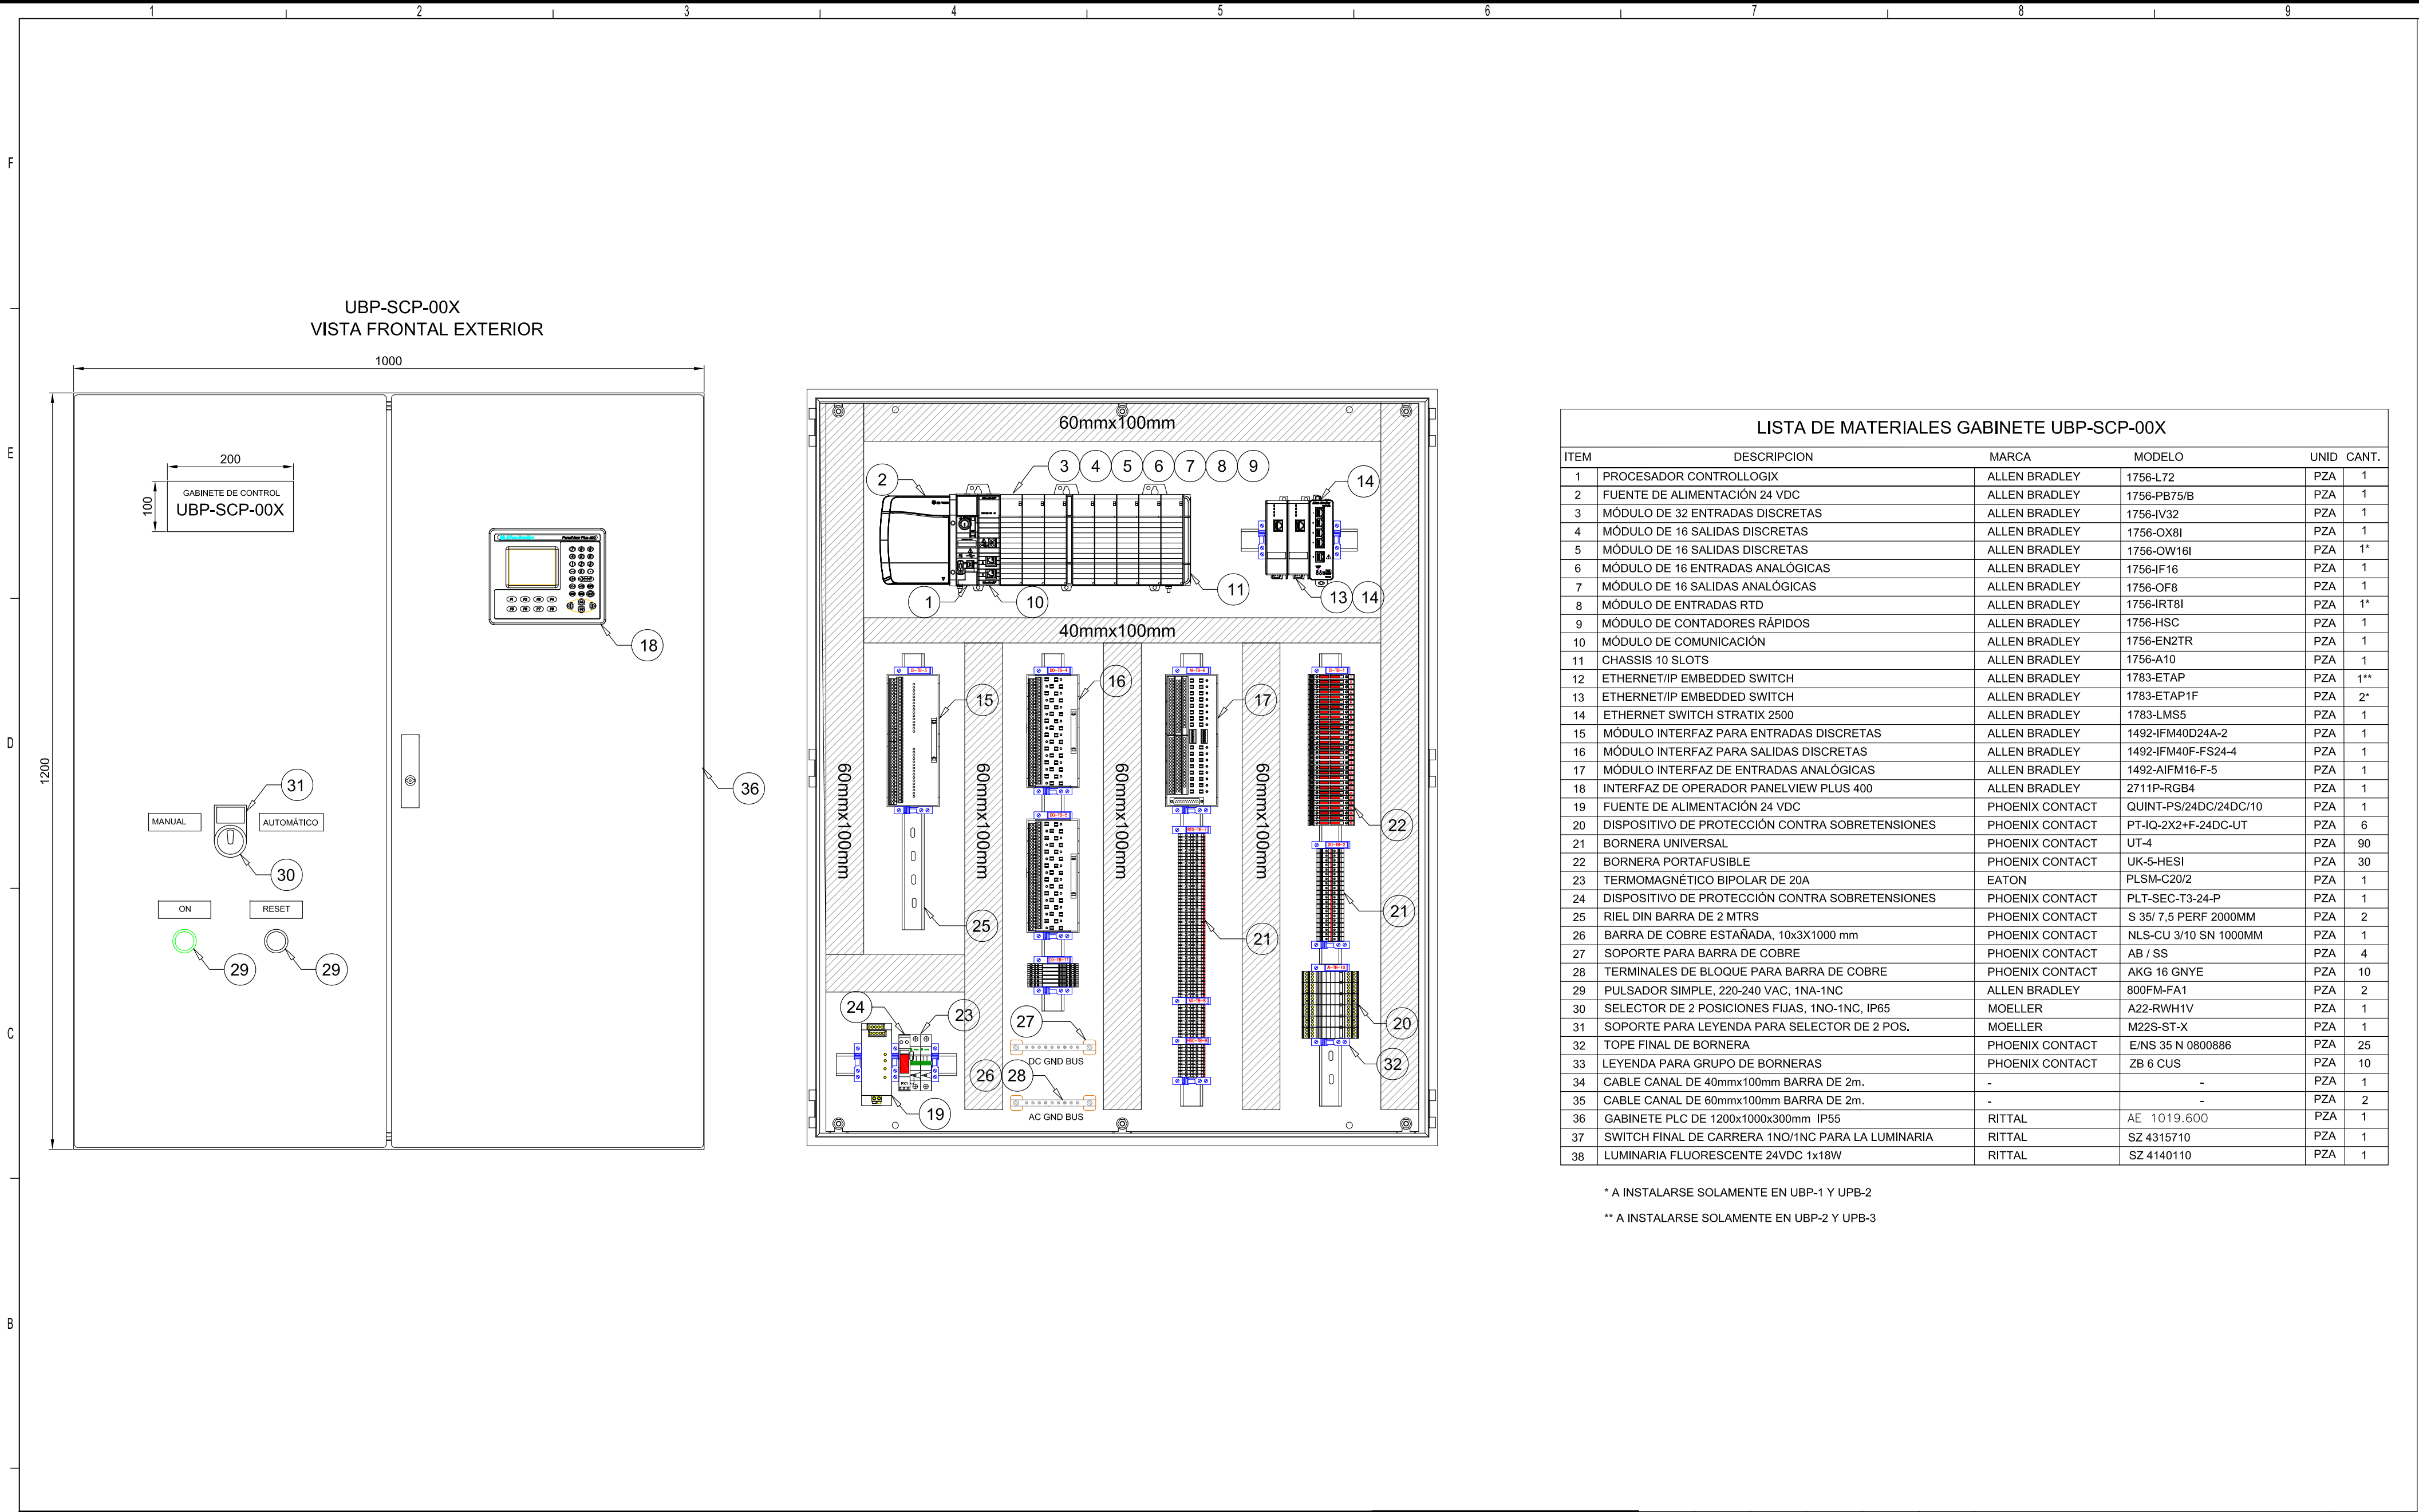 1 2 3 4 5 6 7 8 9
F
E
D
C
B
UBP-SCP-00X
VISTA FRONTAL EXTERIOR
1000
1200
200
100
GABINETE DE CONTROL
UBP-SCP-00X
18
31
MANUAL
AUTOMÁTICO
30
ON
RESET
29
29
36
60mmx100mm
2
3 4 5 6 7 8 9
14
1
10
11
13 14
40mmx100mm
15
16
17
22
60mmx100mm
60mmx100mm
60mmx100mm
60mmx100mm
25
21
21
24
23
27
20
DC GND BUS
26 28
32
19
AC GND BUS
LISTA DE MATERIALES GABINETE UBP-SCP-00X
ITEM DESCRIPCION MARCA MODELO UNID CANT.
1 PROCESADOR CONTROLLOGIX ALLEN BRADLEY 1756-L72 PZA 1
2 FUENTE DE ALIMENTACIÓN 24 VDC ALLEN BRADLEY 1756-PB75/B PZA 1
3 MÓDULO DE 32 ENTRADAS DISCRETAS ALLEN BRADLEY 1756-IV32 PZA 1
4 MÓDULO DE 16 SALIDAS DISCRETAS ALLEN BRADLEY 1756-OX8I PZA 1
5 MÓDULO DE 16 SALIDAS DISCRETAS ALLEN BRADLEY 1756-OW16I PZA 1*
6 MÓDULO DE 16 ENTRADAS ANALÓGICAS ALLEN BRADLEY 1756-IF16 PZA 1
7 MÓDULO DE 16 SALIDAS ANALÓGICAS ALLEN BRADLEY 1756-OF8 PZA 1
8 MÓDULO DE ENTRADAS RTD ALLEN BRADLEY 1756-IRT8I PZA 1*
9 MÓDULO DE CONTADORES RÁPIDOS ALLEN BRADLEY 1756-HSC PZA 1
10 MÓDULO DE COMUNICACIÓN ALLEN BRADLEY 1756-EN2TR PZA 1
11 CHASSIS 10 SLOTS ALLEN BRADLEY 1756-A10 PZA 1
12 ETHERNET/IP EMBEDDED SWITCH ALLEN BRADLEY 1783-ETAP PZA 1**
13 ETHERNET/IP EMBEDDED SWITCH ALLEN BRADLEY 1783-ETAP1F PZA 2*
14 ETHERNET SWITCH STRATIX 2500 ALLEN BRADLEY 1783-LMS5 PZA 1
15 MÓDULO INTERFAZ PARA ENTRADAS DISCRETAS ALLEN BRADLEY 1492-IFM40D24A-2 PZA 1
16 MÓDULO INTERFAZ PARA SALIDAS DISCRETAS ALLEN BRADLEY 1492-IFM40F-FS24-4 PZA 1
17 MÓDULO INTERFAZ DE ENTRADAS ANALÓGICAS ALLEN BRADLEY 1492-AIFM16-F-5 PZA 1
18 INTERFAZ DE OPERADOR PANELVIEW PLUS 400 ALLEN BRADLEY 2711P-RGB4 PZA 1
19 FUENTE DE ALIMENTACIÓN 24 VDC PHOENIX CONTACT QUINT-PS/24DC/24DC/10 PZA 1
20 DISPOSITIVO DE PROTECCIÓN CONTRA SOBRETENSIONES PHOENIX CONTACT PT-IQ-2X2+F-24DC-UT PZA 6
21 BORNERA UNIVERSAL PHOENIX CONTACT UT-4 PZA 90
22 BORNERA PORTAFUSIBLE PHOENIX CONTACT UK-5-HESI PZA 30
23 TERMOMAGNÉTICO BIPOLAR DE 20A EATON PLSM-C20/2 PZA 1
24 DISPOSITIVO DE PROTECCIÓN CONTRA SOBRETENSIONES PHOENIX CONTACT PLT-SEC-T3-24-P PZA 1
25 RIEL DIN BARRA DE 2 MTRS PHOENIX CONTACT S 35/ 7,5 PERF 2000MM PZA 2
26 BARRA DE COBRE ESTAÑADA, 10x3X1000 mm PHOENIX CONTACT NLS-CU 3/10 SN 1000MM PZA 1
27 SOPORTE PARA BARRA DE COBRE PHOENIX CONTACT AB / SS PZA 4
28 TERMINALES DE BLOQUE PARA BARRA DE COBRE PHOENIX CONTACT AKG 16 GNYE PZA 10
29 PULSADOR SIMPLE, 220-240 VAC, 1NA-1NC ALLEN BRADLEY 800FM-FA1 PZA 2
30 SELECTOR DE 2 POSICIONES FIJAS, 1NO-1NC, IP65 MOELLER A22-RWH1V PZA 1
31 SOPORTE PARA LEYENDA PARA SELECTOR DE 2 POS. MOELLER M22S-ST-X PZA 1
32 TOPE FINAL DE BORNERA PHOENIX CONTACT E/NS 35 N 0800886 PZA 25
33 LEYENDA PARA GRUPO DE BORNERAS PHOENIX CONTACT ZB 6 CUS PZA 10
34 CABLE CANAL DE 40mmx100mm BARRA DE 2m. - - PZA 1
35 CABLE CANAL DE 60mmx100mm BARRA DE 2m. - - PZA 2
36 GABINETE PLC DE 1200x1000x300mm IP55 RITTAL AE 1019.600 PZA 1
37 SWITCH FINAL DE CARRERA 1NO/1NC PARA LA LUMINARIA RITTAL SZ 4315710 PZA 1
38 LUMINARIA FLUORESCENTE 24VDC 1x18W RITTAL SZ 4140110 PZA 1
* A INSTALARSE SOLAMENTE EN UBP-1 Y UPB-2
** A INSTALARSE SOLAMENTE EN UBP-2 Y UPB-3